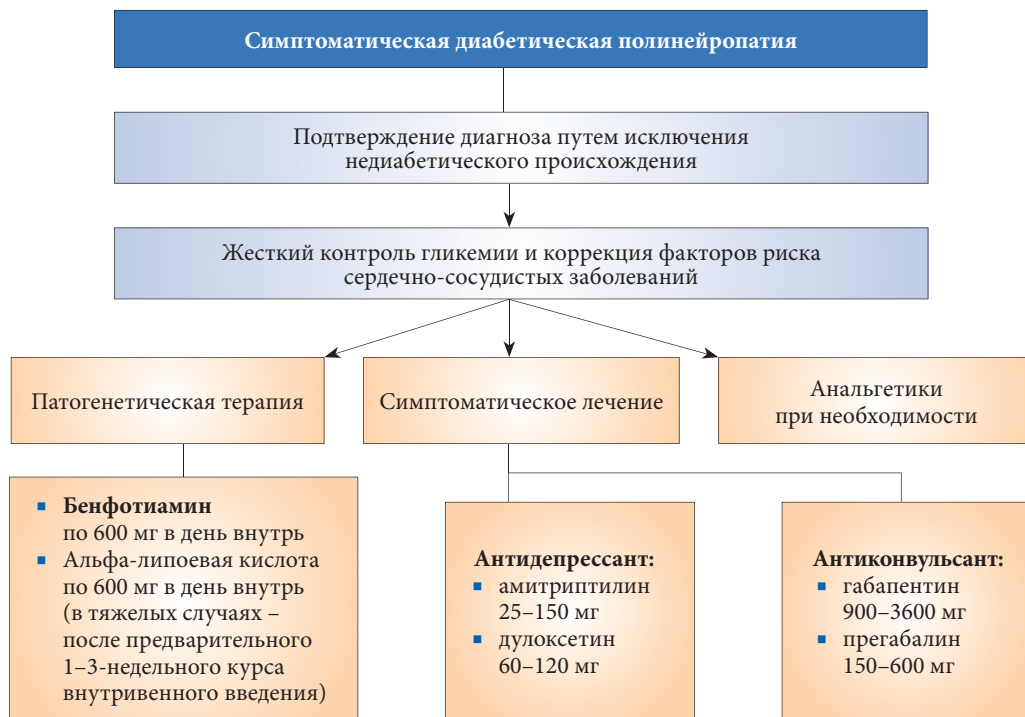 Симптоматическая диабетическая полинейропатия
Подтверждение диагноза путем исключения
недиабетического происхождения
Жесткий контроль гликемии и коррекция факторов риска
сердечно-сосудистых заболеваний
Патогенетическая терапия
Симптоматическое лечение
Анальгетики
при необходимости
Бенфотиамин
по 600 мг в день внутрь
Альфа-липоевая кислота
по 600 мг в день внутрь
(в тяжелых случаях –
после предварительного
1–3-недельного курса
внутривенного введения)
Антидепрессант:
амитриптилин
25–150 мг
дулоксетин
60–120 мг
Антиконвульсант:
габапентин
900–3600 мг
прегабалин
150–600 мг